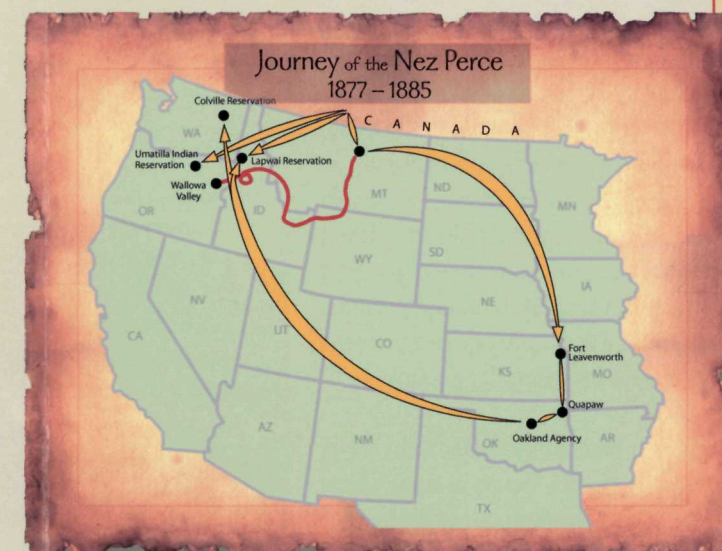 Journey of the Nez Perce
1877 – 1885
Colville Reservation
C A N A D A
WA
Umatilla Indian
Reservation
Lapwai Reservation
Wallowa
Valley
MT
ND
MN
OR
ID
SD
WY
IA
NV
NE
CA
UT
CO
Fort
Leavenworth
KS
MO
Quapaw
AZ
NM
OK
Oakland Agency
AR
TX